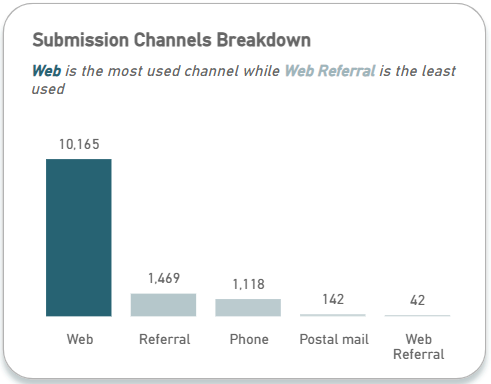 Submission Channels Breakdown
Web is the most used channel while Web Referral is the least
used
10,165
1,469
1,118
142
42
Web
Referral
Phone
Postal mail
Web
Referral